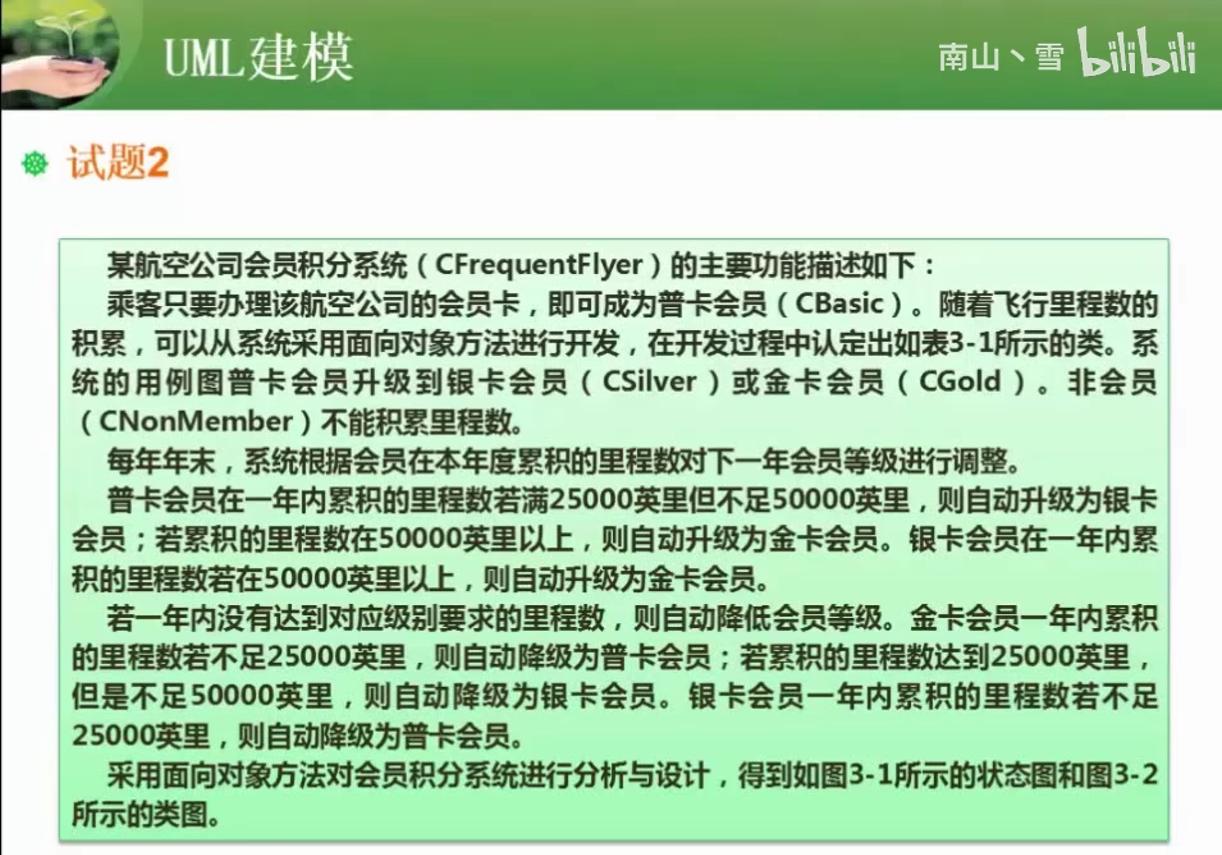 UML建模
南山丶雪 bilibili
试题2
某航空公司会员积分系统（CFrequentFlyer）的主要功能描述如下：
乘客只要办理该航空公司的会员卡，即可成为普卡会员（CBasic）。随着飞行里程数的
积累，可以从系统采用面向对象方法进行开发，在开发过程中认定出如表3-1所示的类。系
统的用例图普卡会员升级到银卡会员（CSilver）或金卡会员（CGold）。非会员
（CNonMember）不能积累里程数。
每年年末，系统根据会员在本年度累积的里程数对下一年会员等级进行调整。
普卡会员在一年内累积的里程数若满25000英里但不足50000英里，则自动升级为银卡
会员；若累积的里程数在50000英里以上，则自动升级为金卡会员。银卡会员在一年内累
积的里程数若在50000英里以上，则自动升级为金卡会员。
若一年内没有达到对应级别要求的里程数，则自动降低会员等级。金卡会员一年内累积
的里程数若不足25000英里，则自动降级为普卡会员；若累积的里程数达到25000英里，
但是不足50000英里，则自动降级为银卡会员。银卡会员一年内累积的里程数若不足
25000英里，则自动降级为普卡会员。
采用面向对象方法对会员积分系统进行分析与设计，得到如图3-1所示的状态图和图3-2
所示的类图。